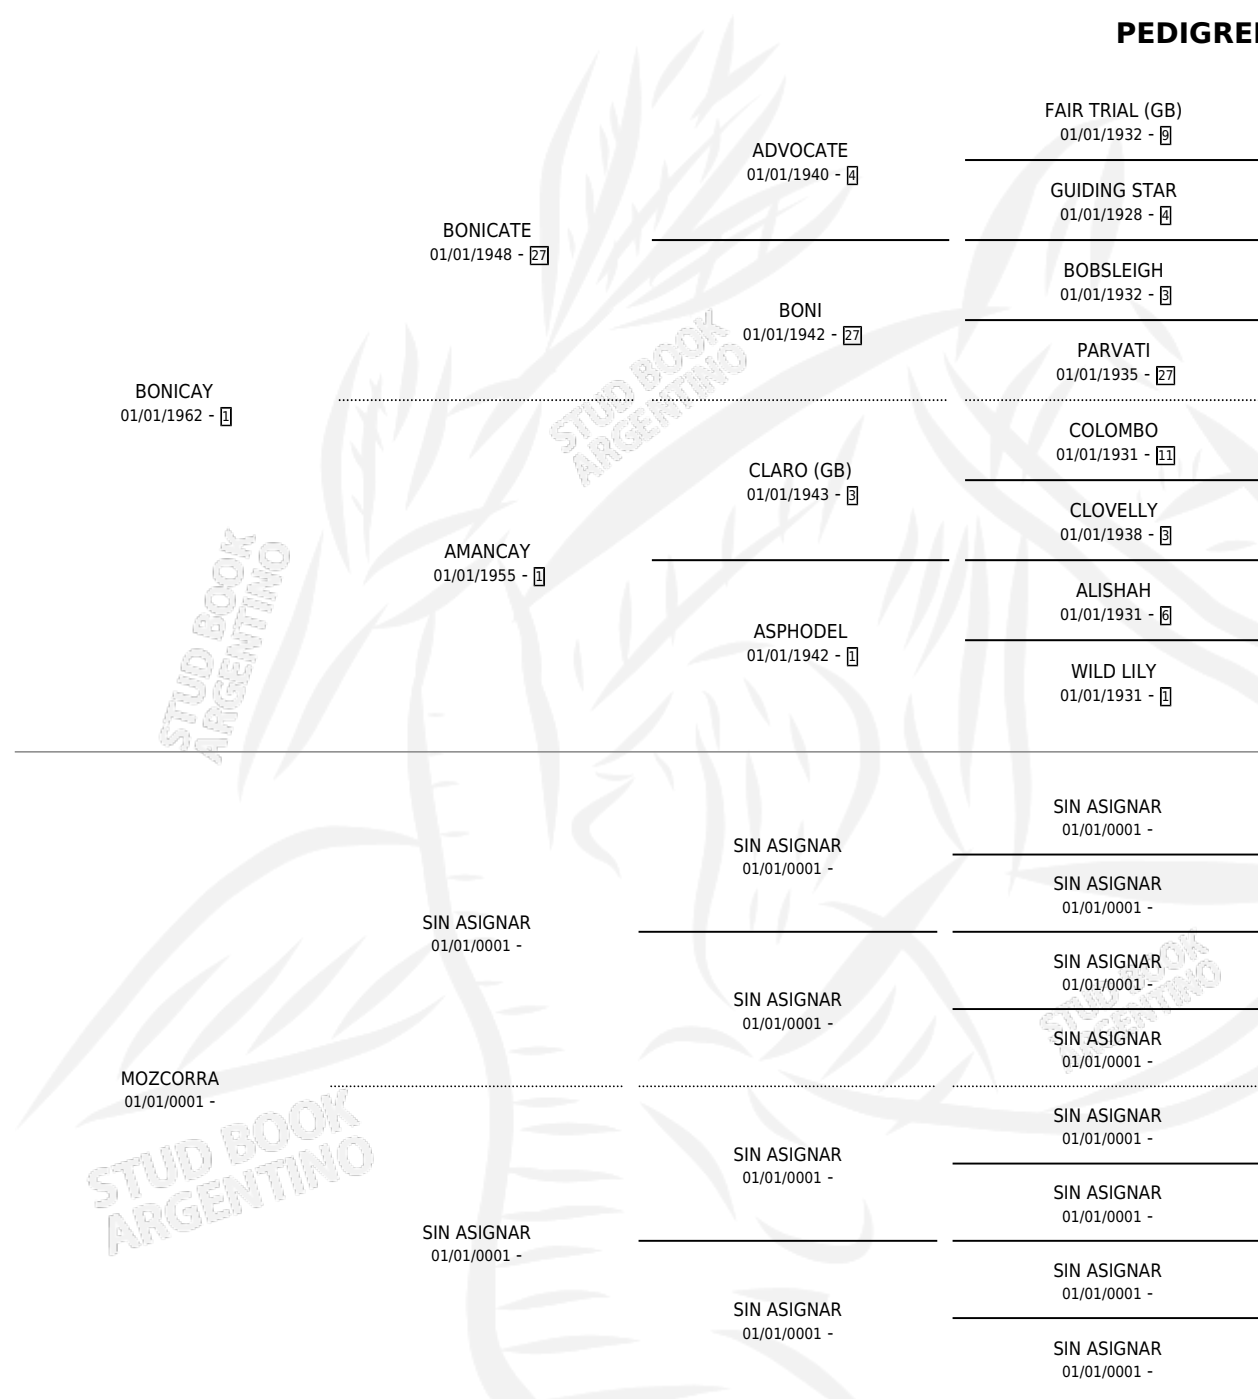 PEDIGREE
FAIR TRIAL (GB)
01/01/1932 - 9
ADVOCATE
01/01/1940 - 4
GUIDING STAR
01/01/1928 - 4
BONICATE
01/01/1948 - 27
BOBSLEIGH
01/01/1932 - 3
BONI
01/01/1942 - 27
PARVATI
01/01/1935 - 27
BONICAY
01/01/1962 - 1
COLOMBO
01/01/1931 - 11
CLARO (GB)
01/01/1943 - 3
CLOVELLY
01/01/1938 - 3
AMANCAY
01/01/1955 - 1
ALISHAH
01/01/1931 - 6
ASPHODEL
01/01/1942 - 1
WILD LILY
01/01/1931 - 1
SIN ASIGNAR
01/01/0001 -
SIN ASIGNAR
01/01/0001 -
SIN ASIGNAR
01/01/0001 -
SIN ASIGNAR
01/01/0001 -
SIN ASIGNAR
01/01/0001 -
SIN ASIGNAR
01/01/0001 -
SIN ASIGNAR
01/01/0001 -
MOZCORRA
01/01/0001 -
SIN ASIGNAR
01/01/0001 -
SIN ASIGNAR
01/01/0001 -
SIN ASIGNAR
01/01/0001 -
SIN ASIGNAR
01/01/0001 -
SIN ASIGNAR
01/01/0001 -
SIN ASIGNAR
01/01/0001 -
SIN ASIGNAR
01/01/0001 -
STUD BOOK
ARGENTINO
STUD BOOK
ARGENTINO
STUD BOOK
ARGENTINO
STUD BOOK
ARGENTINO